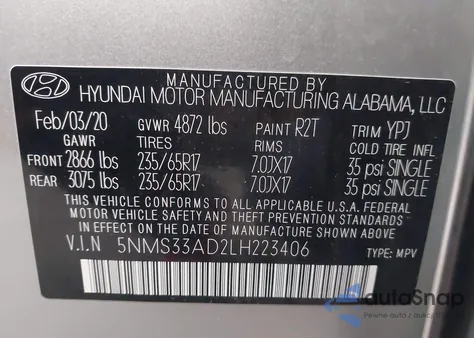 MANUFACTURED BY
HYUNDAI MOTOR MANUFACTURING ALABAMA, LLC
Feb/03/20 GVWR 4872 lbs PAINT R2T TRIM YPJ
GAWR TIRES RIMS COLD TIRE INFL
FRONT 2866 lbs 235/65R17 7.0JX17 35 psi SINGLE
REAR 3075 lbs 235/65R17 7.0JX17 35 psi SINGLE
THIS VEHICLE CONFORMS TO ALL APPLICABLE U.S.A. FEDERAL
MOTOR VEHICLE SAFETY AND THEFT PREVENTION STANDARDS
IN EFFECT ON THE DATE OF MANUFACTURE SHOWN ABOVE.
V.I.N 5NMS33AD2LH223406 TYPE: MPV
autoSnap